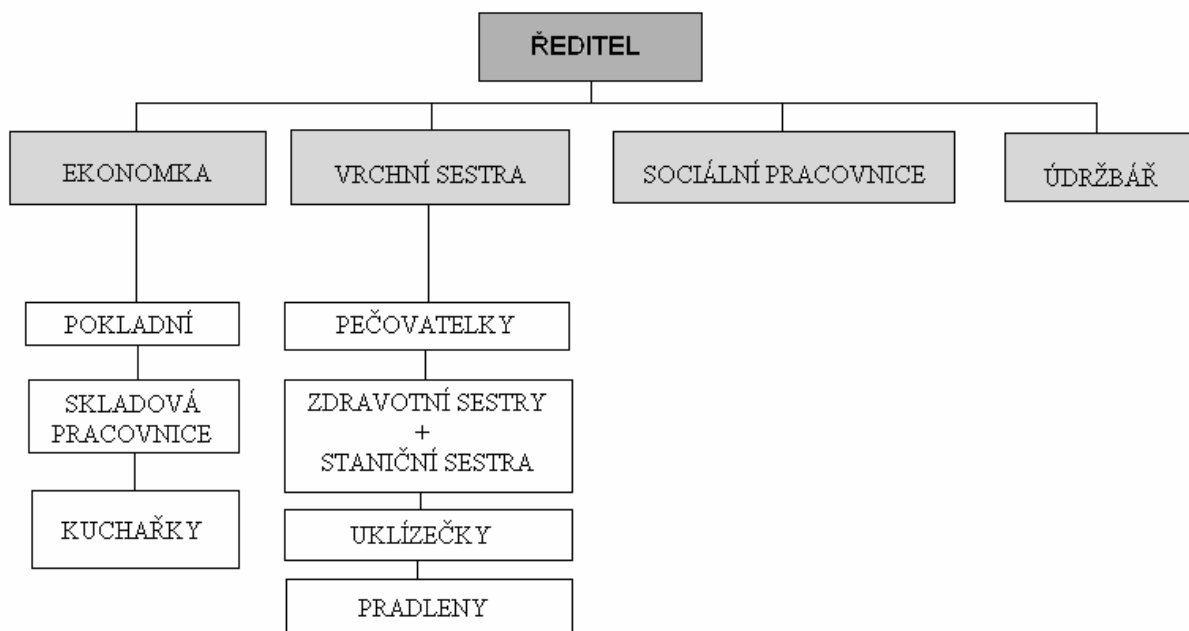 ŘEDITEL
EKONOMKA
VRCHNÍ SESTRA
SOCIÁLNÍ PRACOVNICE
ÚDRŽBÁŘ
POKLADNÍ
SKLADOVÁ
PRACOVNICE
KUCHAŘKY
PEČOVATELKY
ZDRAVOTNÍ SESTRY
+
STANIČNÍ SESTRA
UKLÍZEČKY
PRADLENY